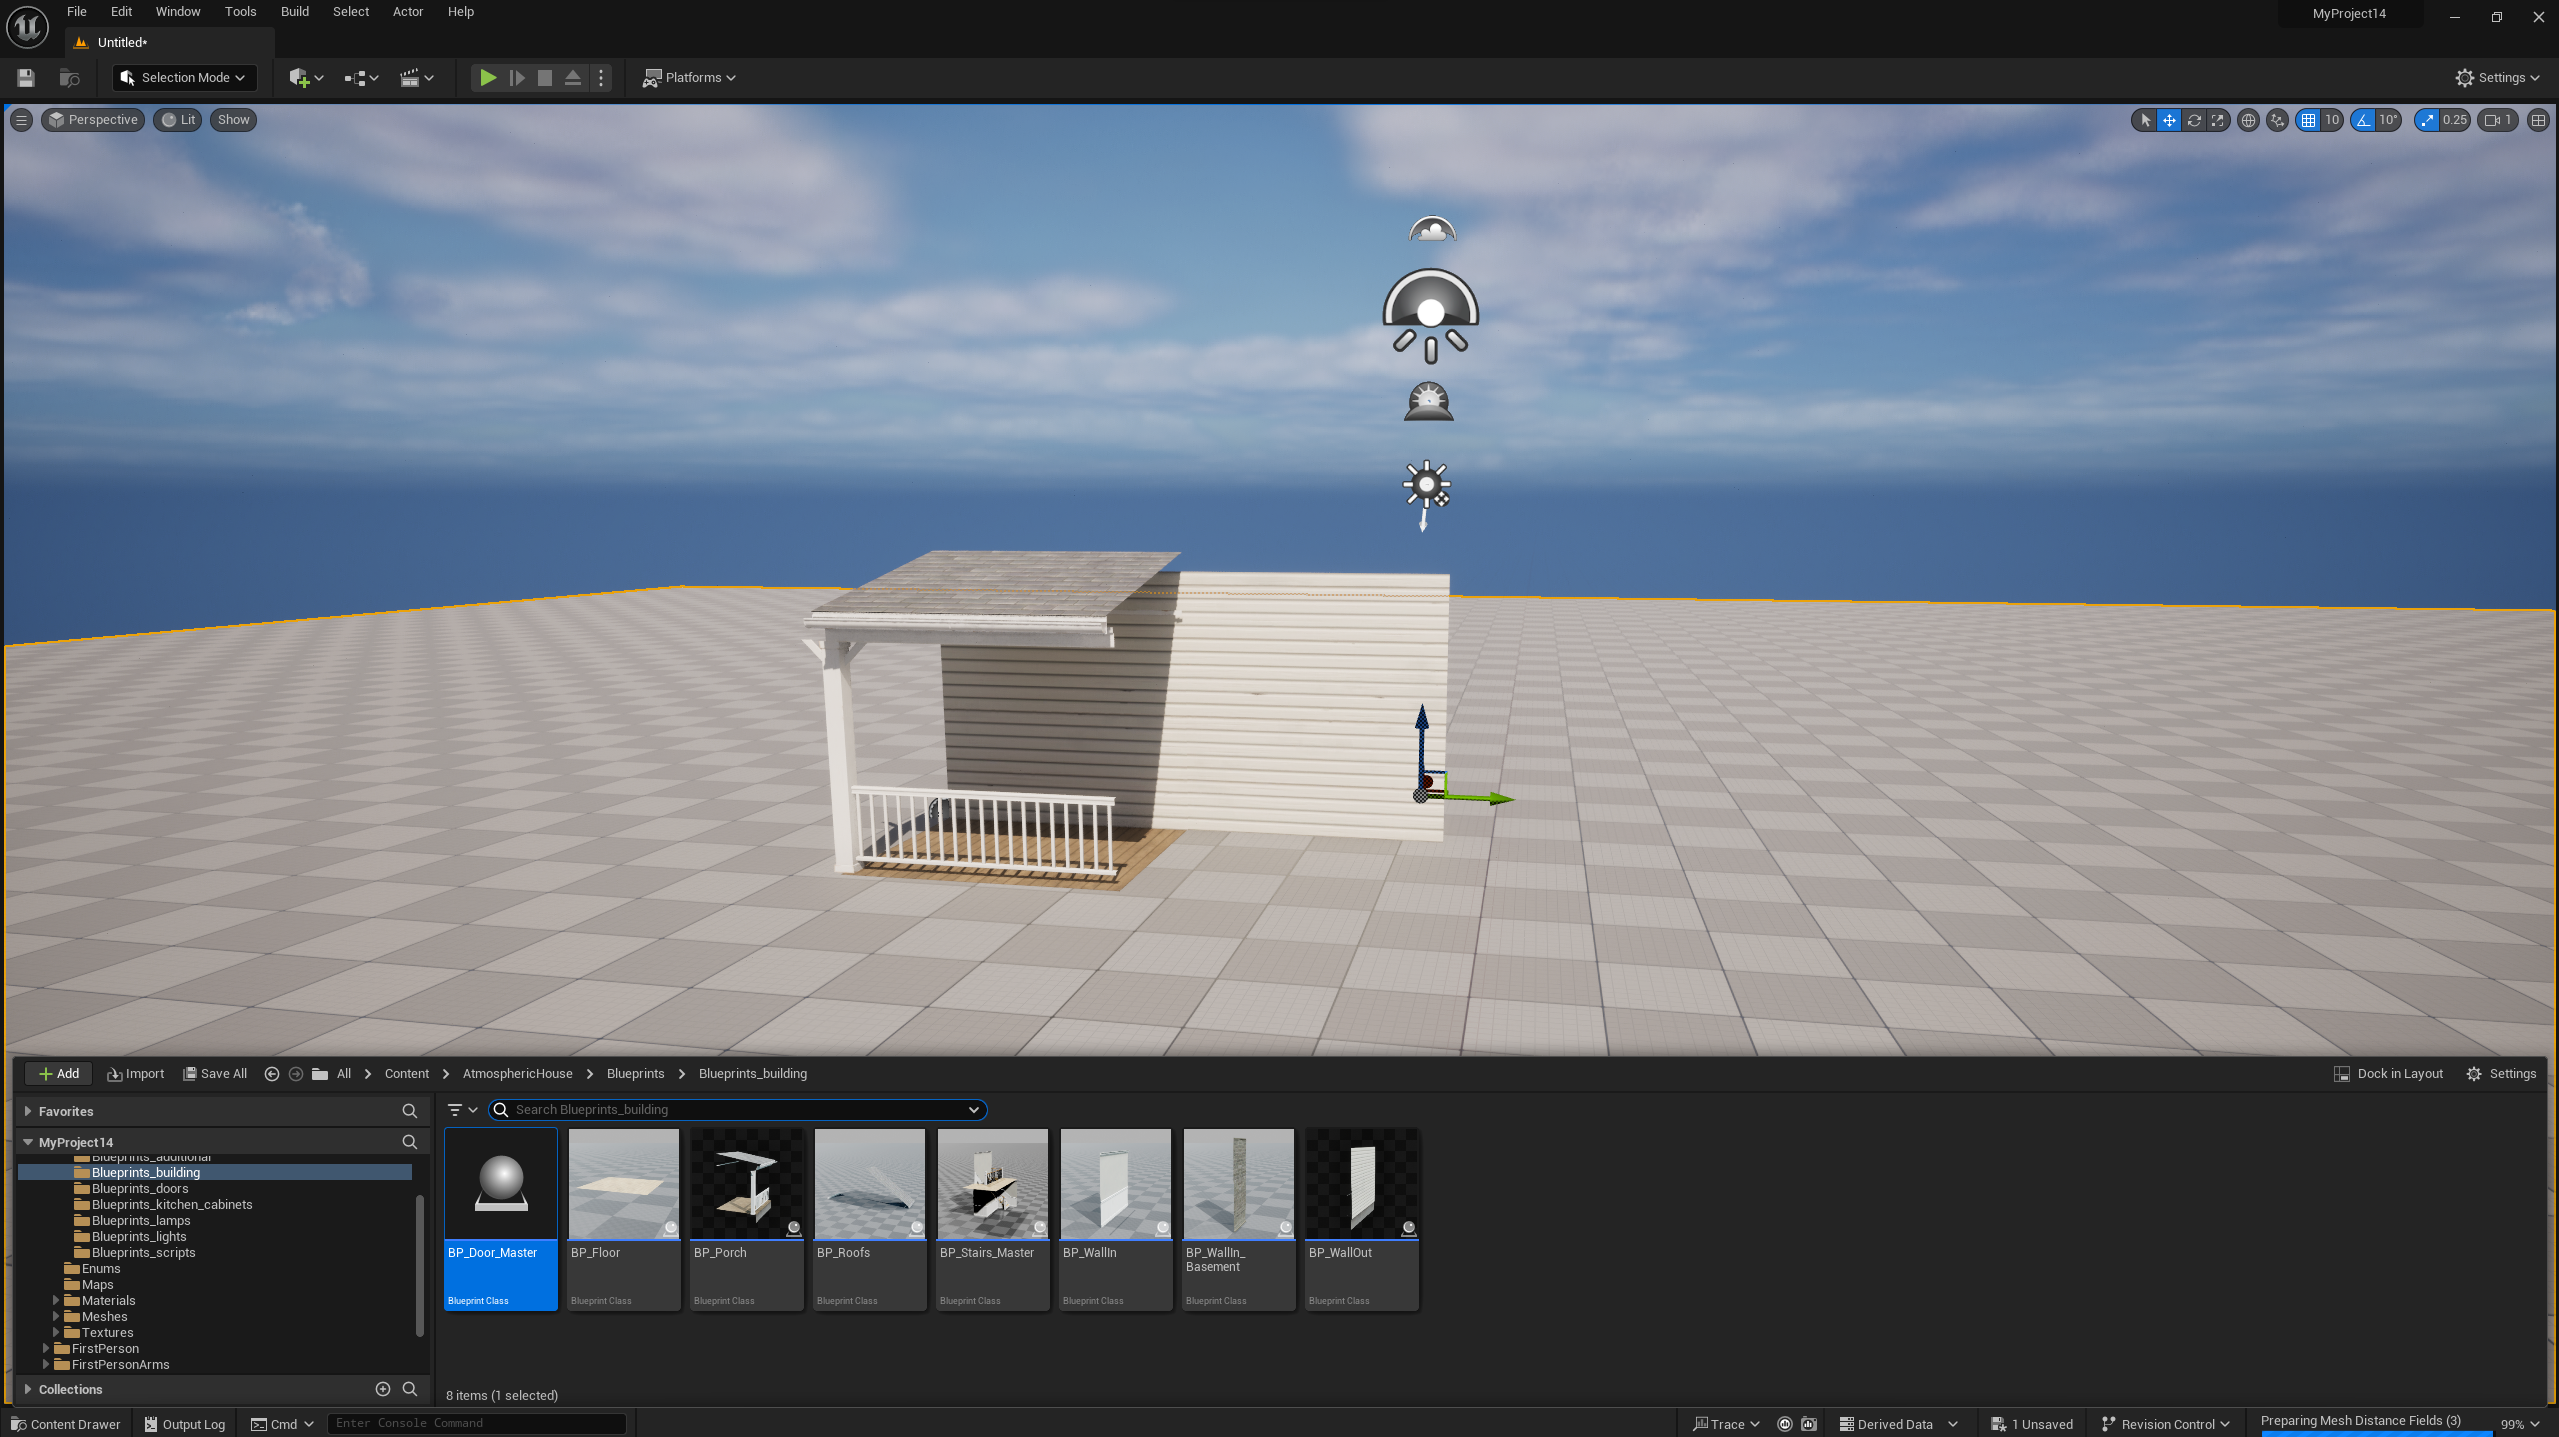 File Edit Window Tools Build Select Actor Help
MyProject14
Untitled*
Selection Mode
Platforms
Settings
Perspective Lit Show
10 10° 0.25 1
Add Import Save All All Content AtmosphericHouse Blueprints Blueprints_building
Dock in Layout Settings
Favorites
Search Blueprints_building
MyProject14
Blueprints_additional
Blueprints_building
Blueprints_doors
Blueprints_kitchen_cabinets
Blueprints_lamps
Blueprints_lights
Blueprints_scripts
Enums
Maps
Materials
Meshes
Textures
FirstPerson
FirstPersonArms
Collections
BP_Door_Master
Blueprint Class
BP_Floor
Blueprint Class
BP_Porch
Blueprint Class
BP_Roofs
Blueprint Class
BP_Stairs_Master
Blueprint Class
BP_WallIn
Blueprint Class
BP_WallIn_
Basement
Blueprint Class
BP_WallOut
Blueprint Class
8 items (1 selected)
Content Drawer Output Log Cmd Enter Console Command
Trace Derived Data 1 Unsaved Revision Control Preparing Mesh Distance Fields (3) 99%